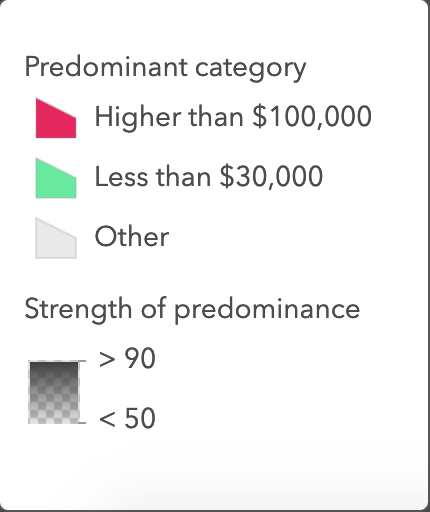 Predominant category
Higher than $100,000
Less than $30,000
Other
Strength of predominance
> 90
< 50